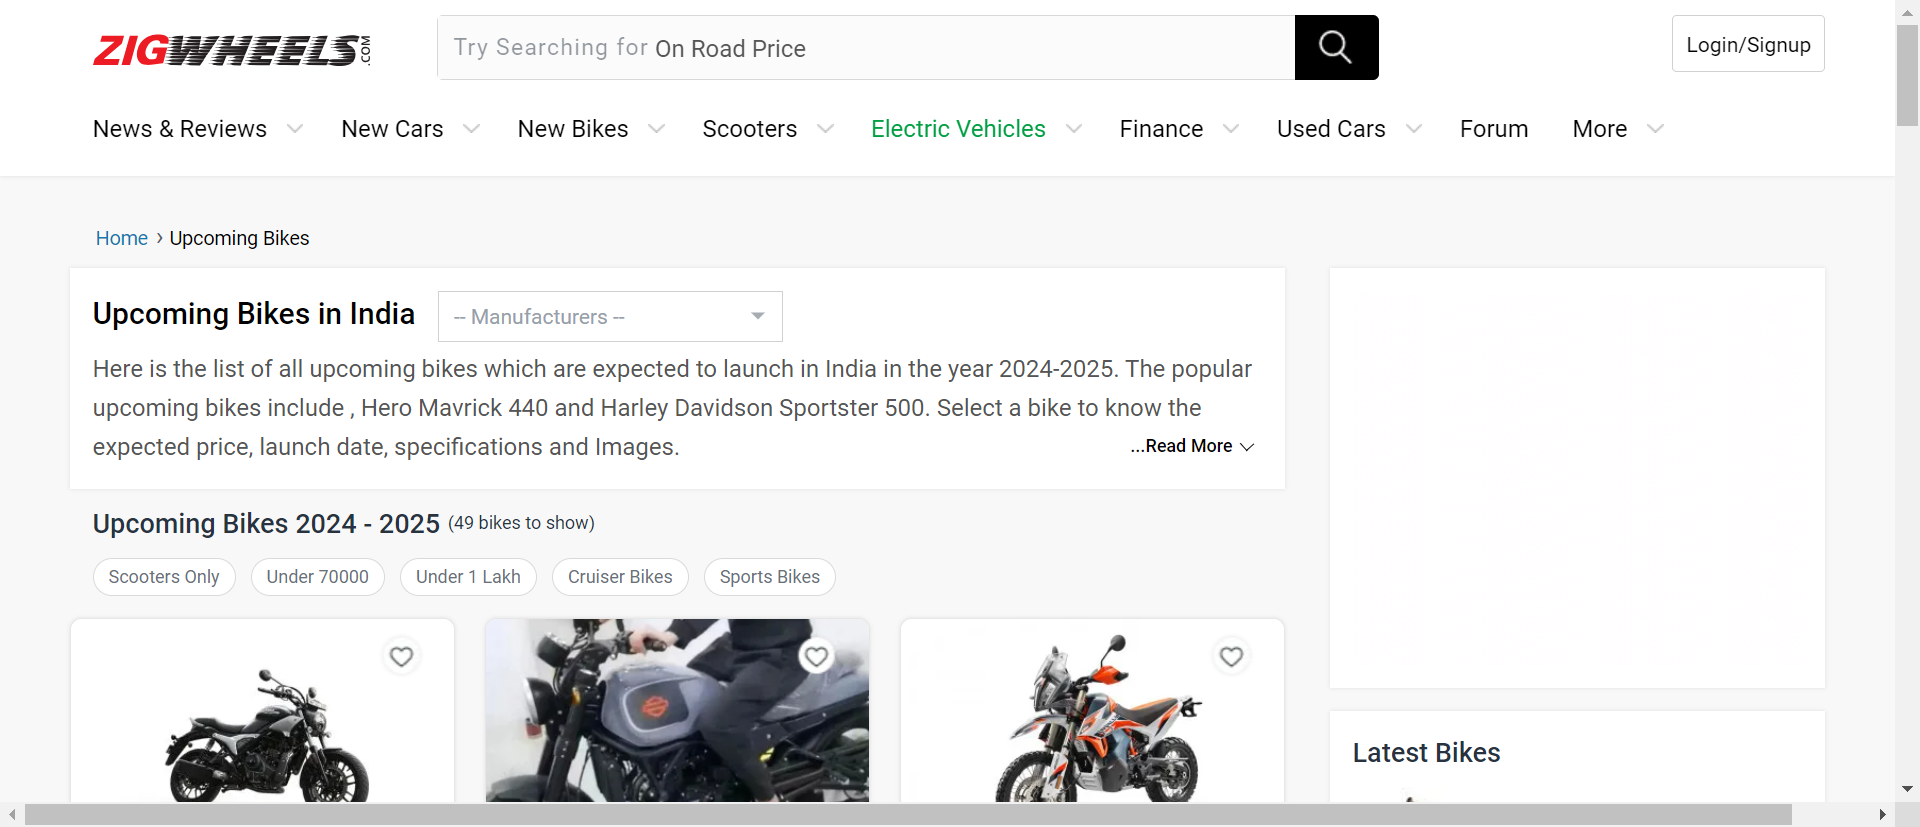 ZIGWHEELS.COM
Try Searching for On Road Price
Login/Signup
News & Reviews New Cars New Bikes Scooters Electric Vehicles Finance Used Cars Forum More
Home › Upcoming Bikes
Upcoming Bikes in India
-- Manufacturers --
Here is the list of all upcoming bikes which are expected to launch in India in the year 2024-2025. The popular
upcoming bikes include , Hero Mavrick 440 and Harley Davidson Sportster 500. Select a bike to know the
expected price, launch date, specifications and Images.
...Read More
Upcoming Bikes 2024 - 2025 (49 bikes to show)
Scooters Only Under 70000 Under 1 Lakh Cruiser Bikes Sports Bikes
Latest Bikes